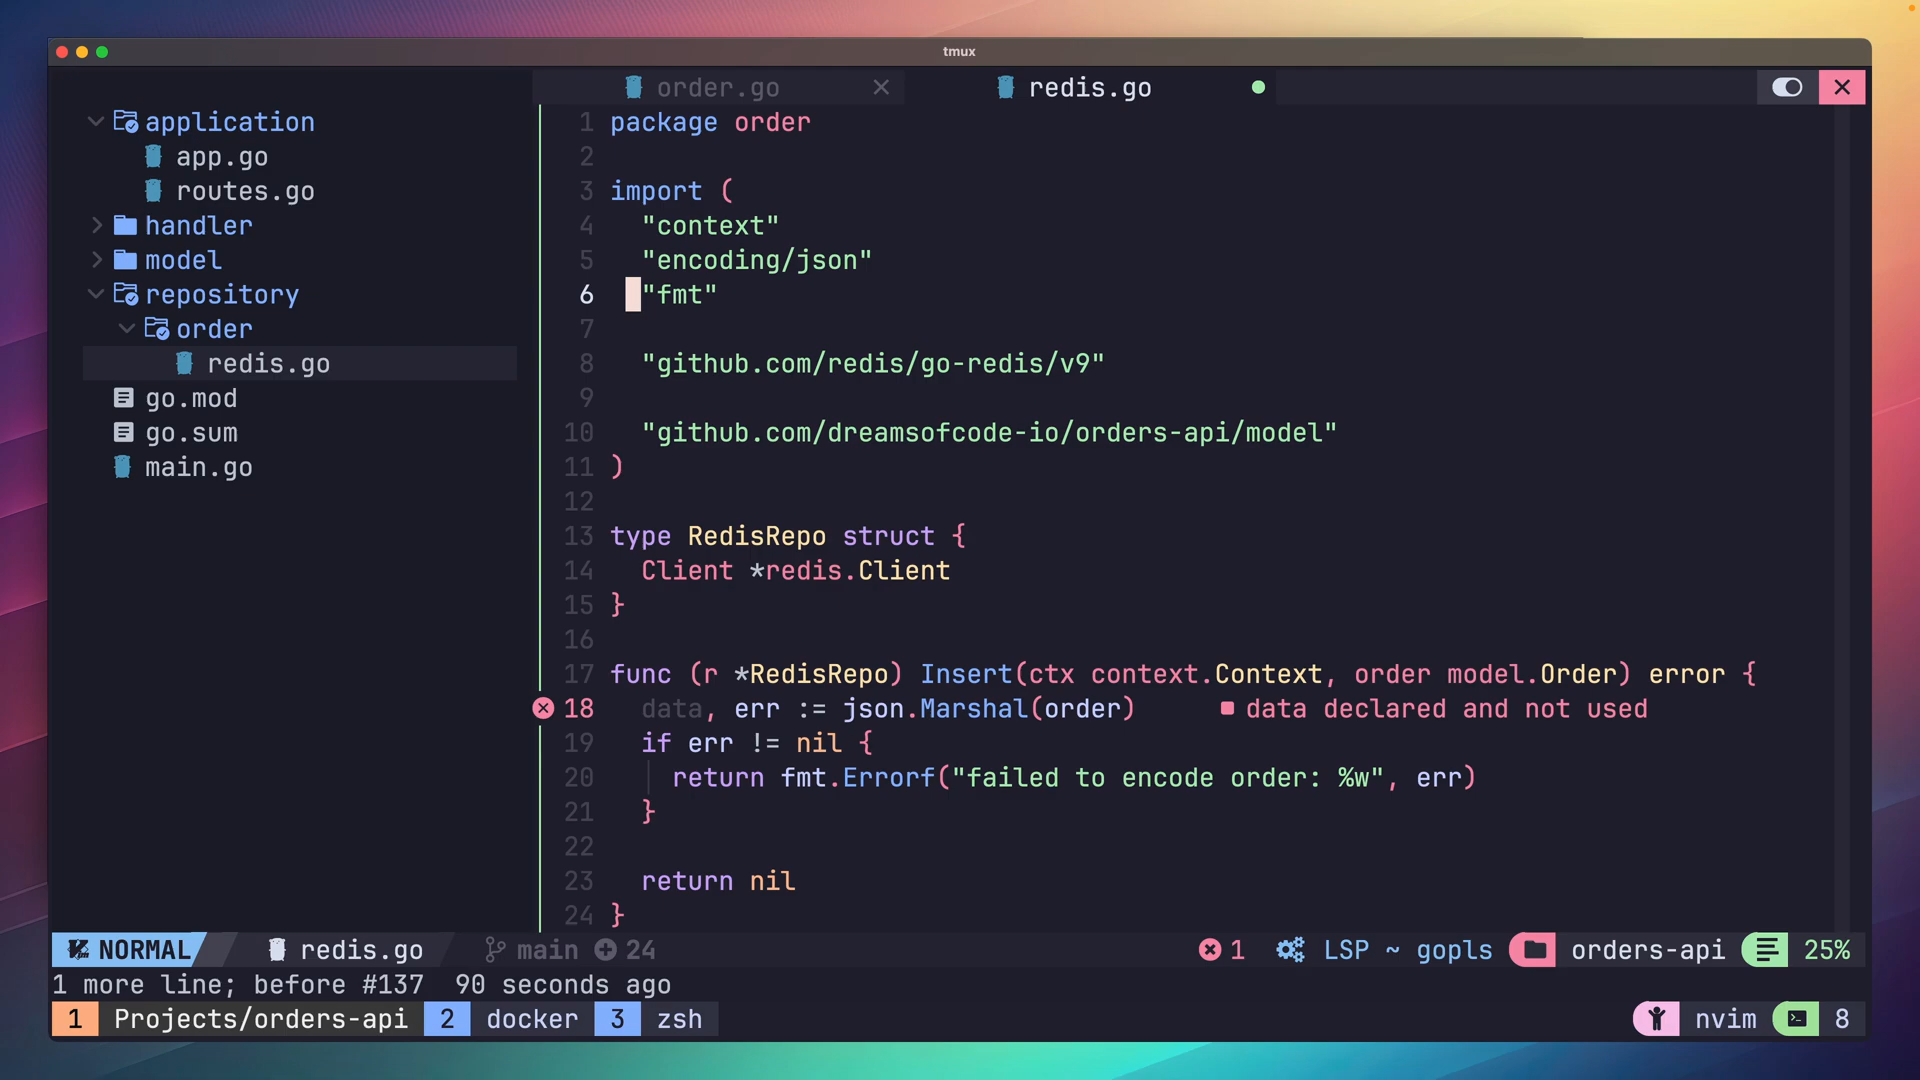 tmux
order.go
redis.go
application
app.go
routes.go
handler
model
repository
order
redis.go
go.mod
go.sum
main.go
1 package order
2
3 import (
4 "context"
5 "encoding/json"
6 "fmt"
7
8 "github.com/redis/go-redis/v9"
9
10 "github.com/dreamsofcode-io/orders-api/model"
11 )
12
13 type RedisRepo struct {
14 Client *redis.Client
15 }
16
17 func (r *RedisRepo) Insert(ctx context.Context, order model.Order) error {
18 data, err := json.Marshal(order) data declared and not used
19 if err != nil {
20 return fmt.Errorf("failed to encode order: %w", err)
21 }
22
23 return nil
24 }
NORMAL redis.go main 24 1 LSP ~ gopls orders-api 25%
1 more line; before #137 90 seconds ago
1 Projects/orders-api 2 docker 3 zsh nvim 8